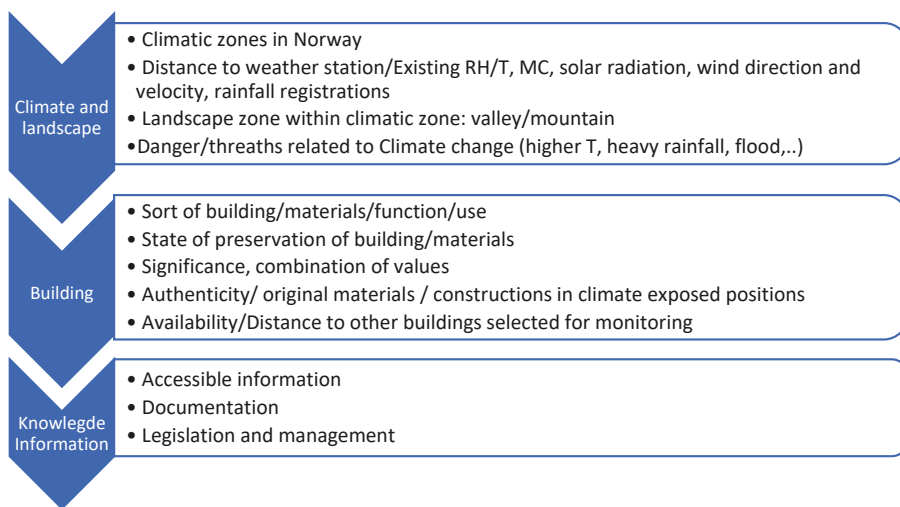 Climate and
landscape
• Climatic zones in Norway
• Distance to weather station/Existing RH/T, MC, solar radiation, wind direction and
velocity, rainfall registrations
• Landscape zone within climatic zone: valley/mountain
•Danger/threaths related to Climate change (higher T, heavy rainfall, flood,..)
Building
• Sort of building/materials/function/use
• State of preservation of building/materials
• Significance, combination of values
• Authenticity/ original materials / constructions in climate exposed positions
• Availability/Distance to other buildings selected for monitoring
Knowlegde
Information
• Accessible information
• Documentation
• Legislation and management